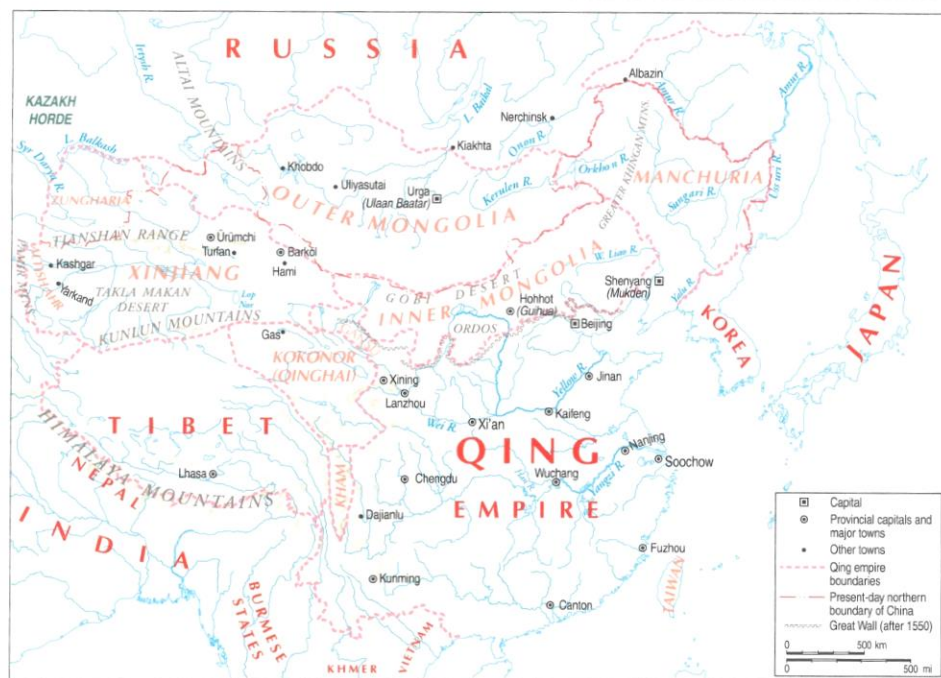 RUSSIA
Irtysh R.
ALTAI MOUNTAINS
KAZAKH
HORDE
L. Balkash
Syr Darya R.
L. Baikal
Albazin
Amur R.
Amur R.
Nerchinsk
Kiakhta
Onon R.
Khobdo
Uliyasutai
Urga
(Ulaan Baatar)
Kerulen R.
Orkhan R.
GREATER KHINGAN MTNS.
MANCHURIA
Sungari R.
Ussuri R.
OUTER MONGOLIA
ZUNGHARIA
TIANSHAN RANGE
Ürümchi
Turfan
Barköl
Hami
Kashgar
Yarkand
PAMIR MTNS.
ALTISHAHR
XINJIANG
TAKLA MAKAN
DESERT
Lop
Nor
KUNLUN MOUNTAINS
GOBI DESERT
INNER MONGOLIA
W. Liao R.
Shenyang
(Mukden)
Yalu R.
Hohhot
(Guihua)
ORDOS
Beijing
KOREA
JAPAN
Gas
KOKONOR
(QINGHAI)
Xining
Lanzhou
Jinan
Yellow R.
Kaifeng
Wei R.
Xi'an
TIBET
HIMALAYA MOUNTAINS
NEPAL
Lhasa
KHAM
Chengdu
Dajianlu
QING
EMPIRE
Wuchang
Yangzi R.
Nanjing
Soochow
INDIA
BURMESE
STATES
Kunming
Canton
Fuzhou
TAIWAN
KHMER
VIETNAM
Capital
Provincial capitals and
major towns
Other towns
Qing empire
boundaries
Present-day northern
boundary of China
Great Wall (after 1550)
0 500 km
0 500 mi